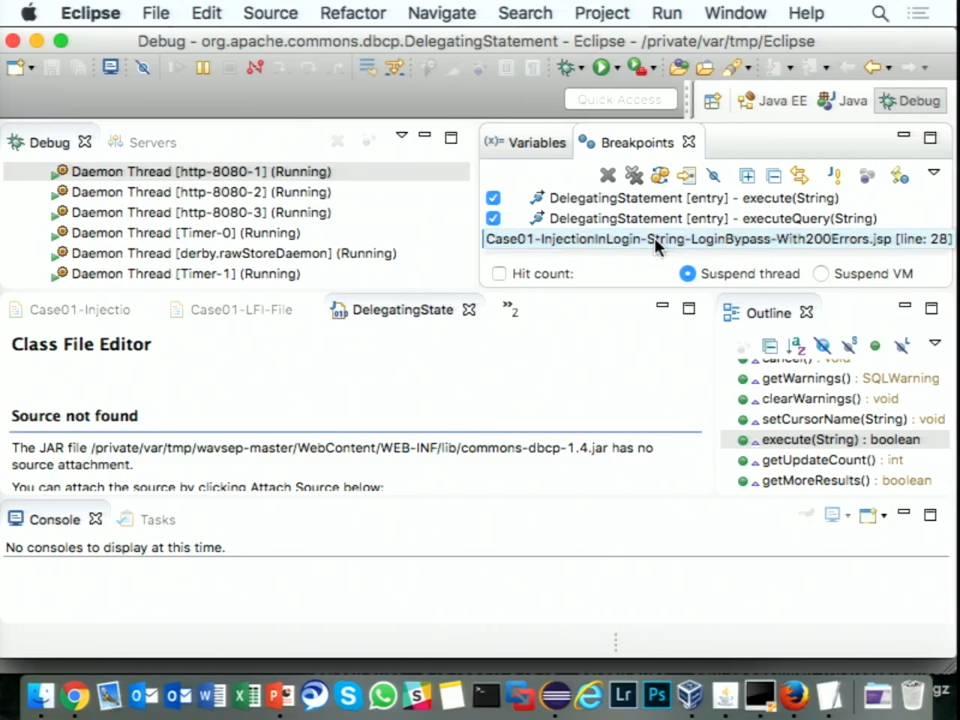 Eclipse File Edit Source Refactor Navigate Search Project Run Window Help
Debug - org.apache.commons.dbcp.DelegatingStatement - Eclipse - /private/var/tmp/Eclipse
Quick Access
Java EE
Java
Debug
Debug
Servers
Daemon Thread [http-8080-1] (Running)
Daemon Thread [http-8080-2] (Running)
Daemon Thread [http-8080-3] (Running)
Daemon Thread [Timer-0] (Running)
Daemon Thread [derby.rawStoreDaemon] (Running)
Daemon Thread [Timer-1] (Running)
(x)= Variables
Breakpoints
DelegatingStatement [entry] - execute(String)
DelegatingStatement [entry] - executeQuery(String)
Case01-InjectionInLogin-String-LoginBypass-With200Errors.jsp [line: 28]
Hit count:
Suspend thread
Suspend VM
Case01-Injectio
Case01-LFI-File
DelegatingState
»2
Class File Editor
Source not found
The JAR file /private/var/tmp/wavsep-master/WebContent/WEB-INF/lib/commons-dbcp-1.4.jar has no
source attachment.
You can attach the source by clicking Attach Source below:
Outline
cancel() : void
getWarnings() : SQLWarning
clearWarnings() : void
setCursorName(String) : void
execute(String) : boolean
getUpdateCount() : int
getMoreResults() : boolean
Console
Tasks
No consoles to display at this time.
Lr
Ps
gz